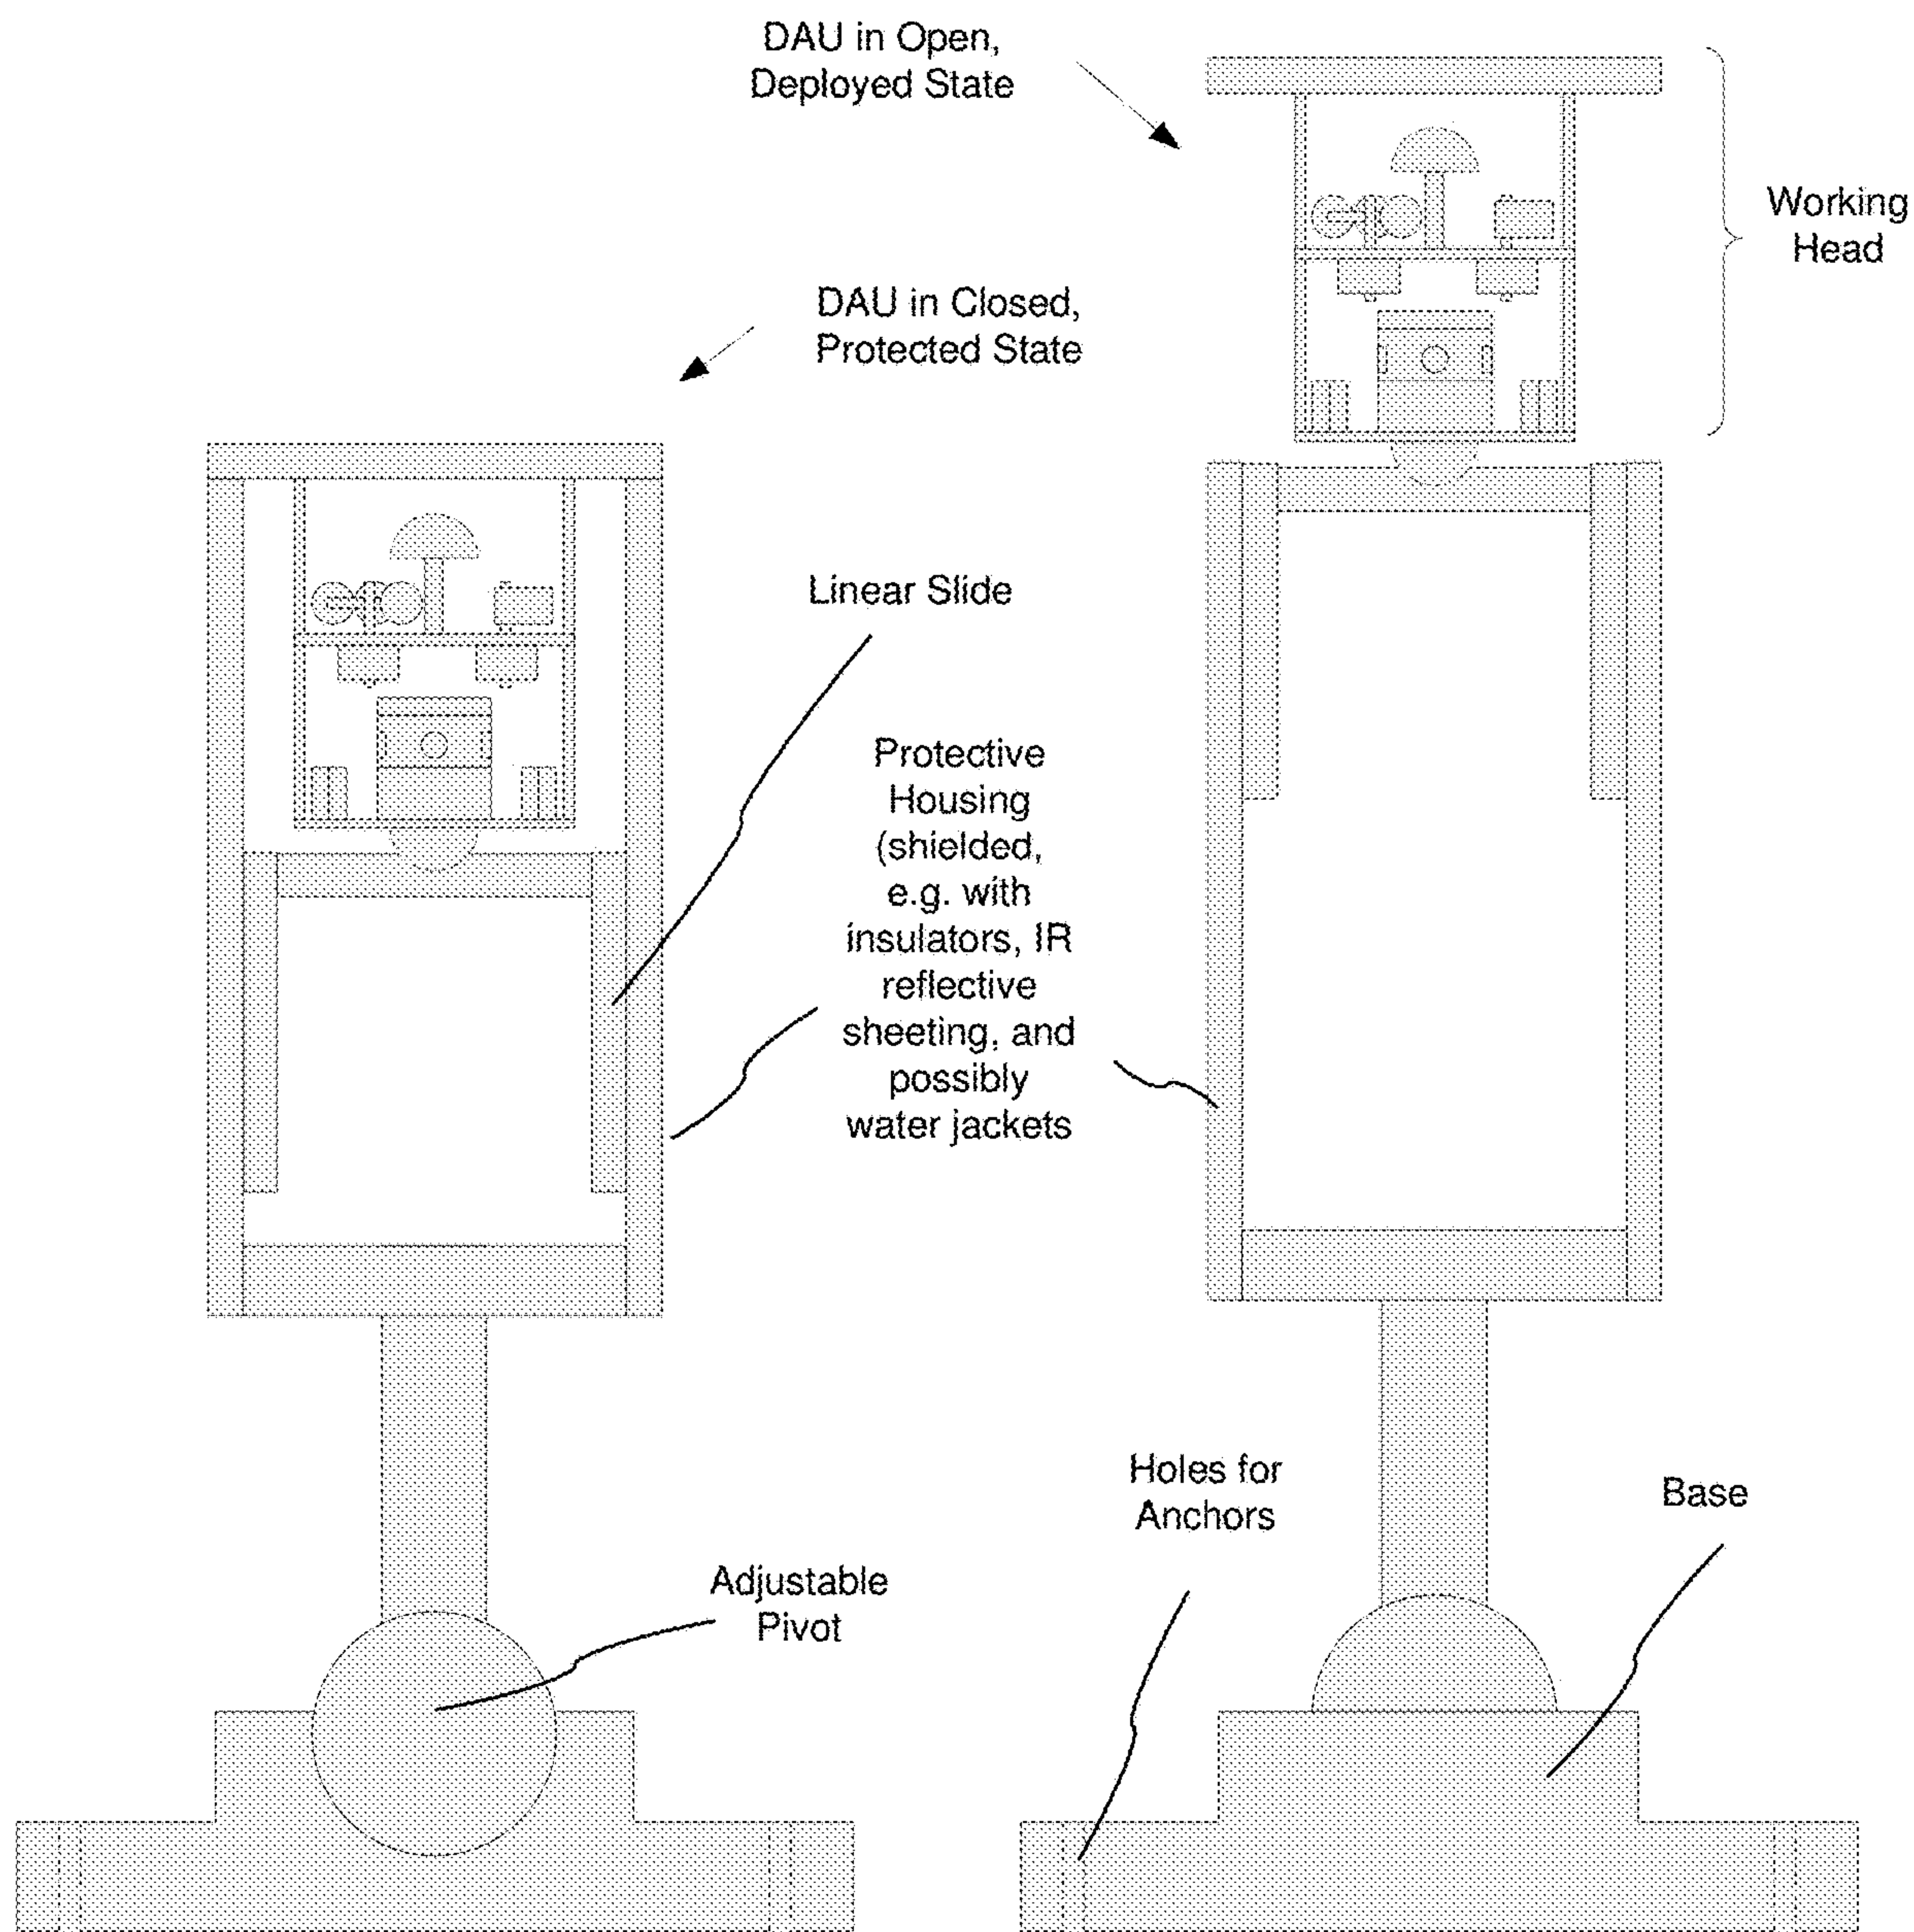 DAU in Open,
Deployed State
Working
Head
DAU in Closed,
Protected State
Linear Slide
Protective
Housing
(shielded,
e.g. with
insulators, IR
reflective
sheeting, and
possibly
water jackets
Holes for
Anchors
Base
Adjustable
Pivot